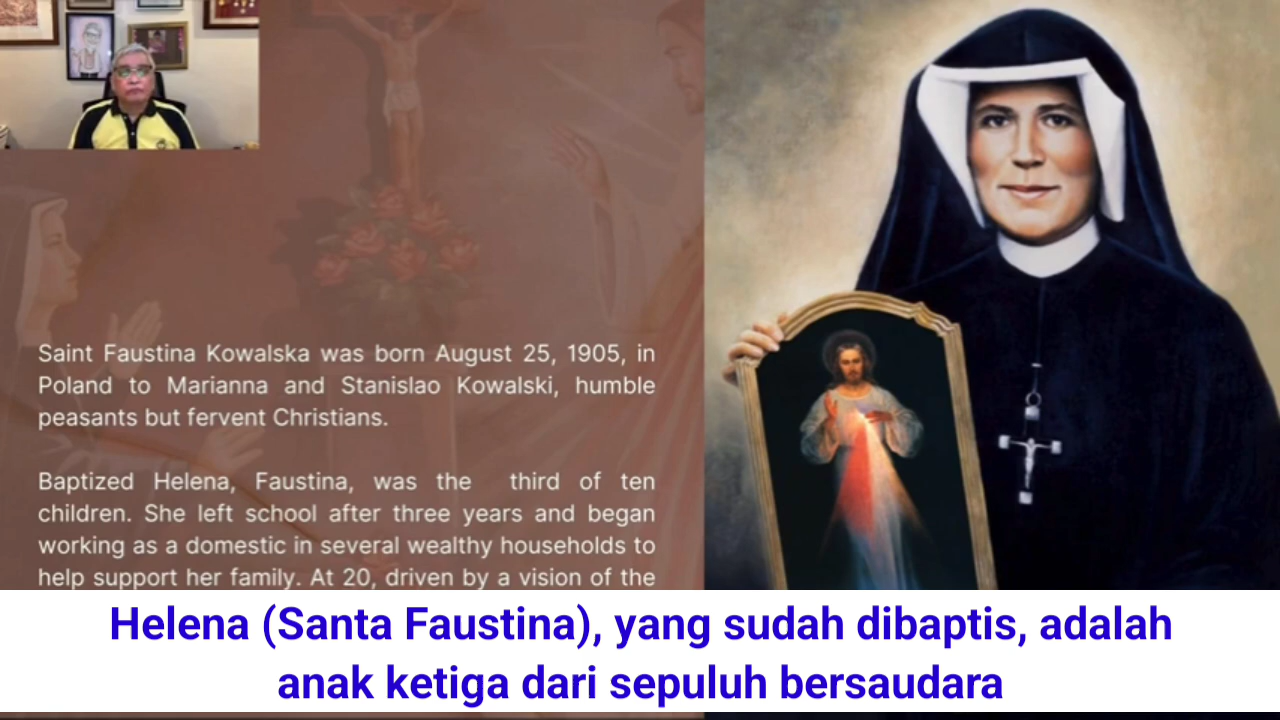 Saint Faustina Kowalska was born August 25, 1905, in
Poland to Marianna and Stanislao Kowalski, humble
peasants but fervent Christians.
Baptized Helena, Faustina, was the third of ten
children. She left school after three years and began
working as a domestic in several wealthy households to
help support her family. At 20, driven by a vision of the
Helena (Santa Faustina), yang sudah dibaptis, adalah
anak ketiga dari sepuluh bersaudara